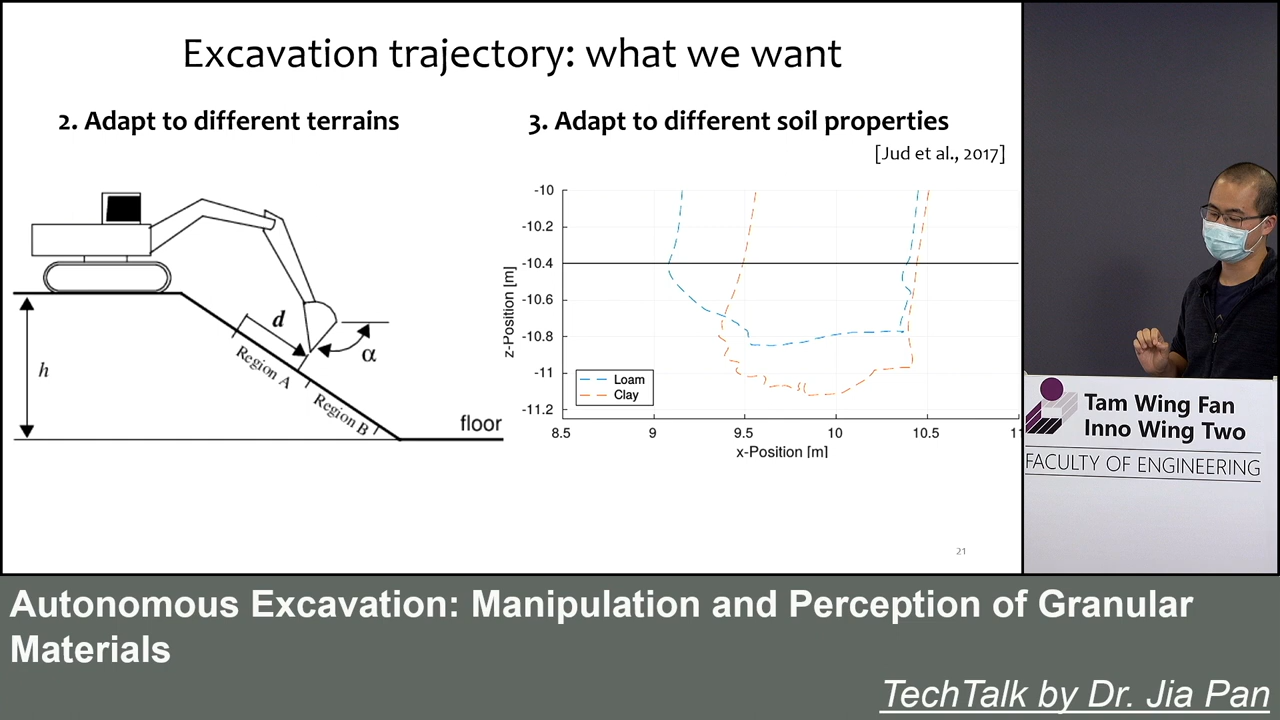 Excavation trajectory: what we want
2. Adapt to different terrains
3. Adapt to different soil properties
[Jud et al., 2017]
h
d
α
Region A
Region B
floor
-10
-10.2
-10.4
-10.6
-10.8
-11
-11.2
z-Position [m]
Loam
Clay
8.5
9
9.5
10
10.5
11
x-Position [m]
21
Tam Wing Fan
Inno Wing Two
FACULTY OF ENGINEERING
Autonomous Excavation: Manipulation and Perception of Granular
Materials
TechTalk by Dr. Jia Pan